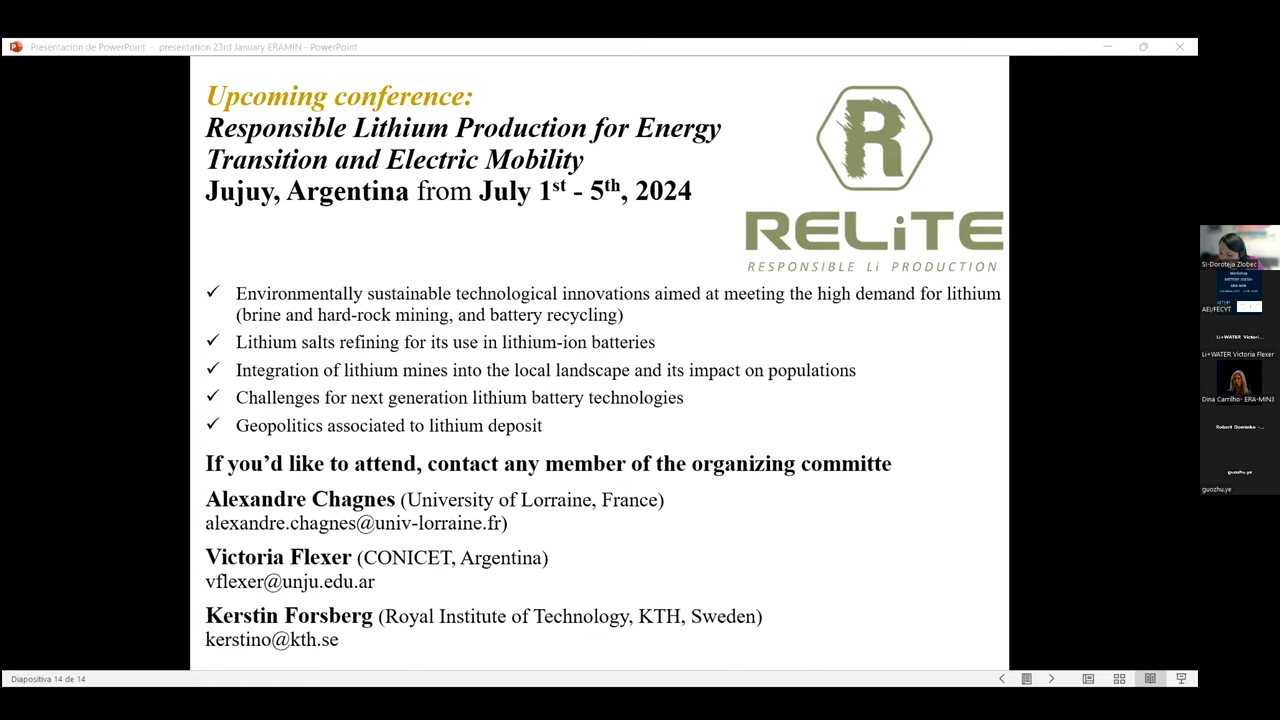 Presentación de PowerPoint - presentation 23rd January ERAMIN - PowerPoint
Upcoming conference:
Responsible Lithium Production for Energy
Transition and Electric Mobility
Jujuy, Argentina from July 1st - 5th, 2024
R
RELiTE
RESPONSIBLE Li PRODUCTION
✓ Environmentally sustainable technological innovations aimed at meeting the high demand for lithium
(brine and hard-rock mining, and battery recycling)
✓ Lithium salts refining for its use in lithium-ion batteries
✓ Integration of lithium mines into the local landscape and its impact on populations
✓ Challenges for next generation lithium battery technologies
✓ Geopolitics associated to lithium deposit
If you'd like to attend, contact any member of the organizing committe
Alexandre Chagnes (University of Lorraine, France)
alexandre.chagnes@univ-lorraine.fr)
Victoria Flexer (CONICET, Argentina)
vflexer@unju.edu.ar
Kerstin Forsberg (Royal Institute of Technology, KTH, Sweden)
kerstino@kth.se
Diapositiva 14 de 14
SI-Doroteja Zlobec
Workshop
AEI/FECYT
Li+WATER Victori...
Li+WATER Victoria Flexer
Dina Carrilho- ERA-MIN3
Robert Dominko -...
guozhu.ye
guozhu.ye